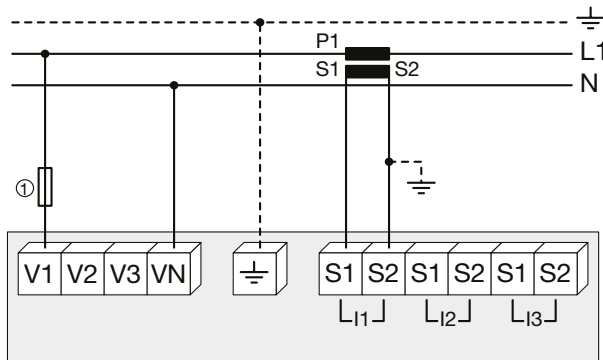 P1
L1
S1 S2
N
①
V1 V2 V3 VN S1 S2 S1 S2 S1 S2
I1 I2 I3